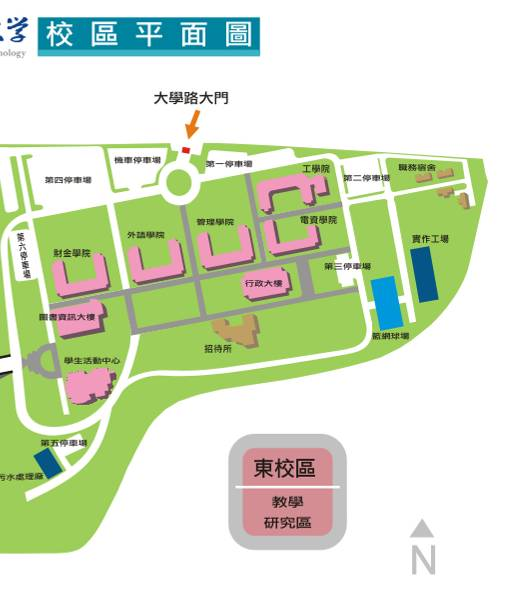 校區平面圖
大學路大門
機車停車場
第一停車場
工學院
職務宿舍
第四停車場
第二停車場
管理學院
電資學院
外語學院
實作工場
第六停車場
財金學院
第三停車場
行政大樓
圖書資訊大樓
籃網球場
招待所
學生活動中心
第五停車場
污水處理廠
東校區
教學
研究區
N